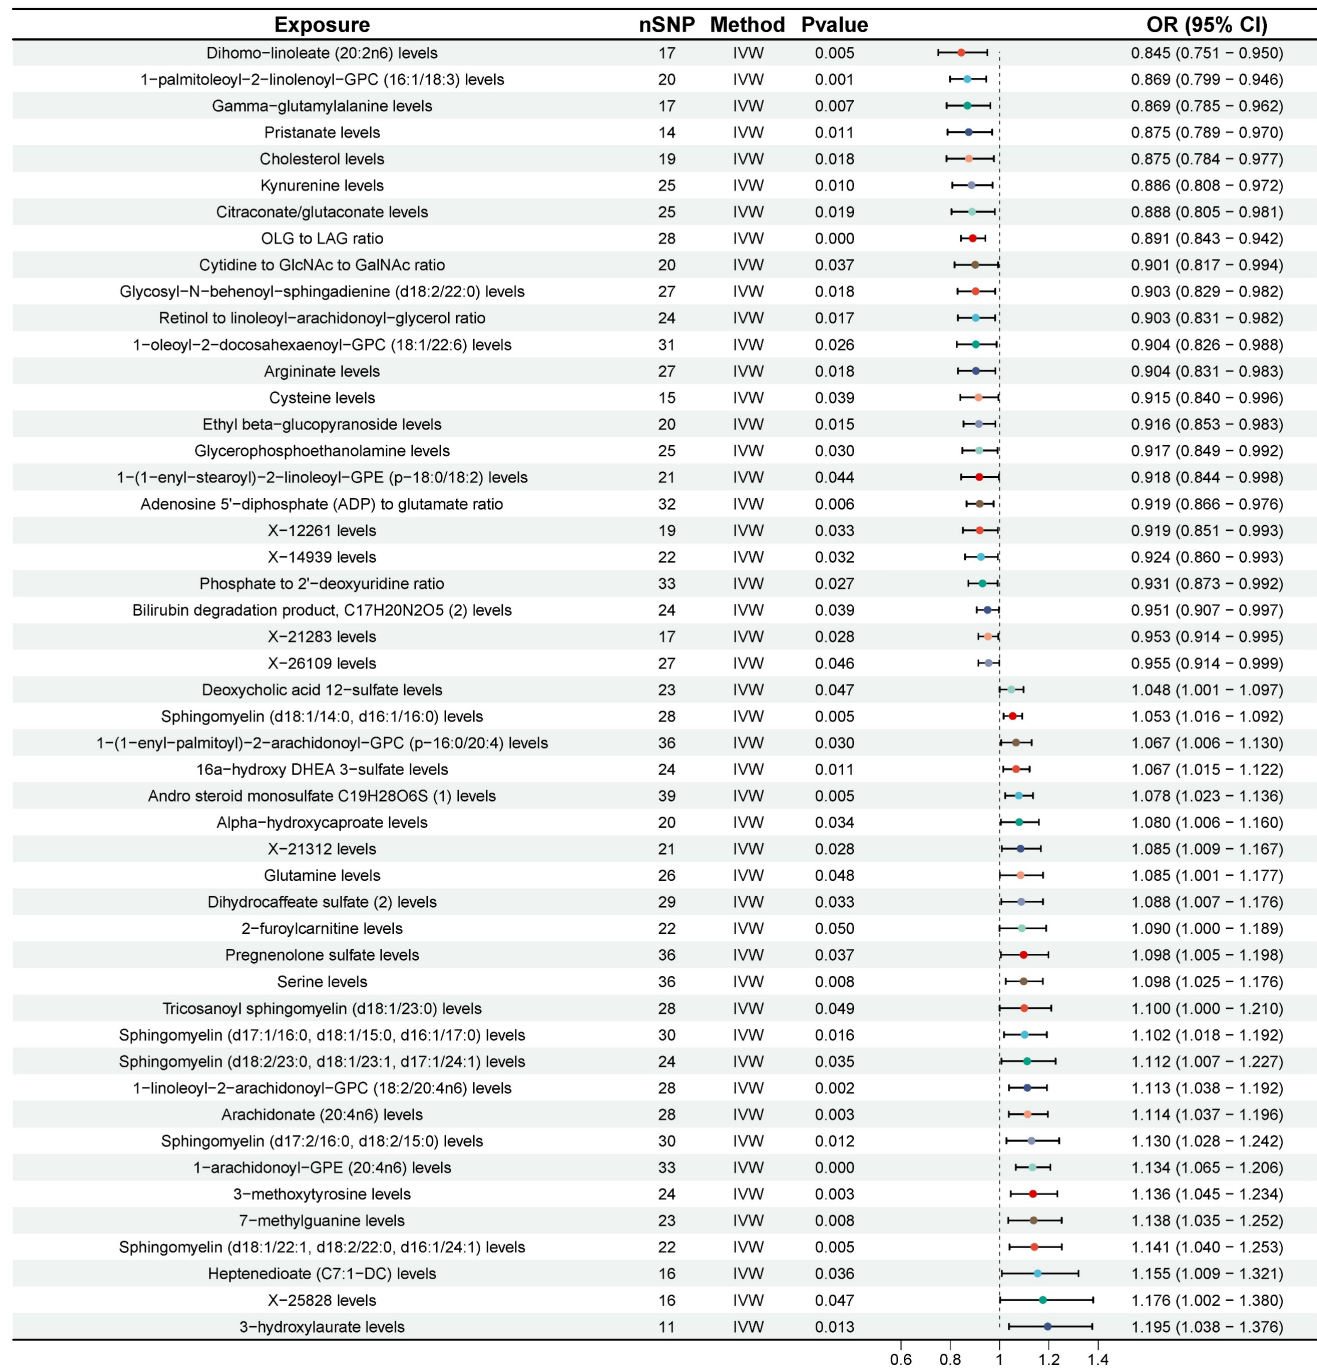 Exposure nSNP Method Pvalue OR (95% CI)
Dihomo−linoleate (20:2n6) levels 17 IVW 0.005 0.845 (0.751 − 0.950)
1−palmitoleoyl−2−linolenoyl−GPC (16:1/18:3) levels 20 IVW 0.001 0.869 (0.799 − 0.946)
Gamma−glutamylalanine levels 17 IVW 0.007 0.869 (0.785 − 0.962)
Pristanate levels 14 IVW 0.011 0.875 (0.789 − 0.970)
Cholesterol levels 19 IVW 0.018 0.875 (0.784 − 0.977)
Kynurenine levels 25 IVW 0.010 0.886 (0.808 − 0.972)
Citraconate/glutaconate levels 25 IVW 0.019 0.888 (0.805 − 0.981)
OLG to LAG ratio 28 IVW 0.000 0.891 (0.843 − 0.942)
Cytidine to GlcNAc to GalNAc ratio 20 IVW 0.037 0.901 (0.817 − 0.994)
Glycosyl−N−behenoyl−sphingadienine (d18:2/22:0) levels 27 IVW 0.018 0.903 (0.829 − 0.982)
Retinol to linoleoyl−arachidonoyl−glycerol ratio 24 IVW 0.017 0.903 (0.831 − 0.982)
1−oleoyl−2−docosahexaenoyl−GPC (18:1/22:6) levels 31 IVW 0.026 0.904 (0.826 − 0.988)
Argininate levels 27 IVW 0.018 0.904 (0.831 − 0.983)
Cysteine levels 15 IVW 0.039 0.915 (0.840 − 0.996)
Ethyl beta−glucopyranoside levels 20 IVW 0.015 0.916 (0.853 − 0.983)
Glycerophosphoethanolamine levels 25 IVW 0.030 0.917 (0.849 − 0.992)
1−(1−enyl−stearoyl)−2−linoleoyl−GPE (p−18:0/18:2) levels 21 IVW 0.044 0.918 (0.844 − 0.998)
Adenosine 5'−diphosphate (ADP) to glutamate ratio 32 IVW 0.006 0.919 (0.866 − 0.976)
X−12261 levels 19 IVW 0.033 0.919 (0.851 − 0.993)
X−14939 levels 22 IVW 0.032 0.924 (0.860 − 0.993)
Phosphate to 2'−deoxyuridine ratio 33 IVW 0.027 0.931 (0.873 − 0.992)
Bilirubin degradation product, C17H20N2O5 (2) levels 24 IVW 0.039 0.951 (0.907 − 0.997)
X−21283 levels 17 IVW 0.028 0.953 (0.914 − 0.995)
X−26109 levels 27 IVW 0.046 0.955 (0.914 − 0.999)
Deoxycholic acid 12−sulfate levels 23 IVW 0.047 1.048 (1.001 − 1.097)
Sphingomyelin (d18:1/14:0, d16:1/16:0) levels 28 IVW 0.005 1.053 (1.016 − 1.092)
1−(1−enyl−palmitoyl)−2−arachidonoyl−GPC (p−16:0/20:4) levels 36 IVW 0.030 1.067 (1.006 − 1.130)
16a−hydroxy DHEA 3−sulfate levels 24 IVW 0.011 1.067 (1.015 − 1.122)
Andro steroid monosulfate C19H28O6S (1) levels 39 IVW 0.005 1.078 (1.023 − 1.136)
Alpha−hydroxycaproate levels 20 IVW 0.034 1.080 (1.006 − 1.160)
X−21312 levels 21 IVW 0.028 1.085 (1.009 − 1.167)
Glutamine levels 26 IVW 0.048 1.085 (1.001 − 1.177)
Dihydrocaffeate sulfate (2) levels 29 IVW 0.033 1.088 (1.007 − 1.176)
2−furoylcarnitine levels 22 IVW 0.050 1.090 (1.000 − 1.189)
Pregnenolone sulfate levels 36 IVW 0.037 1.098 (1.005 − 1.198)
Serine levels 36 IVW 0.008 1.098 (1.025 − 1.176)
Tricosanoyl sphingomyelin (d18:1/23:0) levels 28 IVW 0.049 1.100 (1.000 − 1.210)
Sphingomyelin (d17:1/16:0, d18:1/15:0, d16:1/17:0) levels 30 IVW 0.016 1.102 (1.018 − 1.192)
Sphingomyelin (d18:2/23:0, d18:1/23:1, d17:1/24:1) levels 24 IVW 0.035 1.112 (1.007 − 1.227)
1−linoleoyl−2−arachidonoyl−GPC (18:2/20:4n6) levels 28 IVW 0.002 1.113 (1.038 − 1.192)
Arachidonate (20:4n6) levels 28 IVW 0.003 1.114 (1.037 − 1.196)
Sphingomyelin (d17:2/16:0, d18:2/15:0) levels 30 IVW 0.012 1.130 (1.028 − 1.242)
1−arachidonoyl−GPE (20:4n6) levels 33 IVW 0.000 1.134 (1.065 − 1.206)
3−methoxytyrosine levels 24 IVW 0.003 1.136 (1.045 − 1.234)
7−methylguanine levels 23 IVW 0.008 1.138 (1.035 − 1.252)
Sphingomyelin (d18:1/22:1, d18:2/22:0, d16:1/24:1) levels 22 IVW 0.005 1.141 (1.040 − 1.253)
Heptenedioate (C7:1−DC) levels 16 IVW 0.036 1.155 (1.009 − 1.321)
X−25828 levels 16 IVW 0.047 1.176 (1.002 − 1.380)
3−hydroxylaurate levels 11 IVW 0.013 1.195 (1.038 − 1.376)
0.6 0.8 1 1.2 1.4